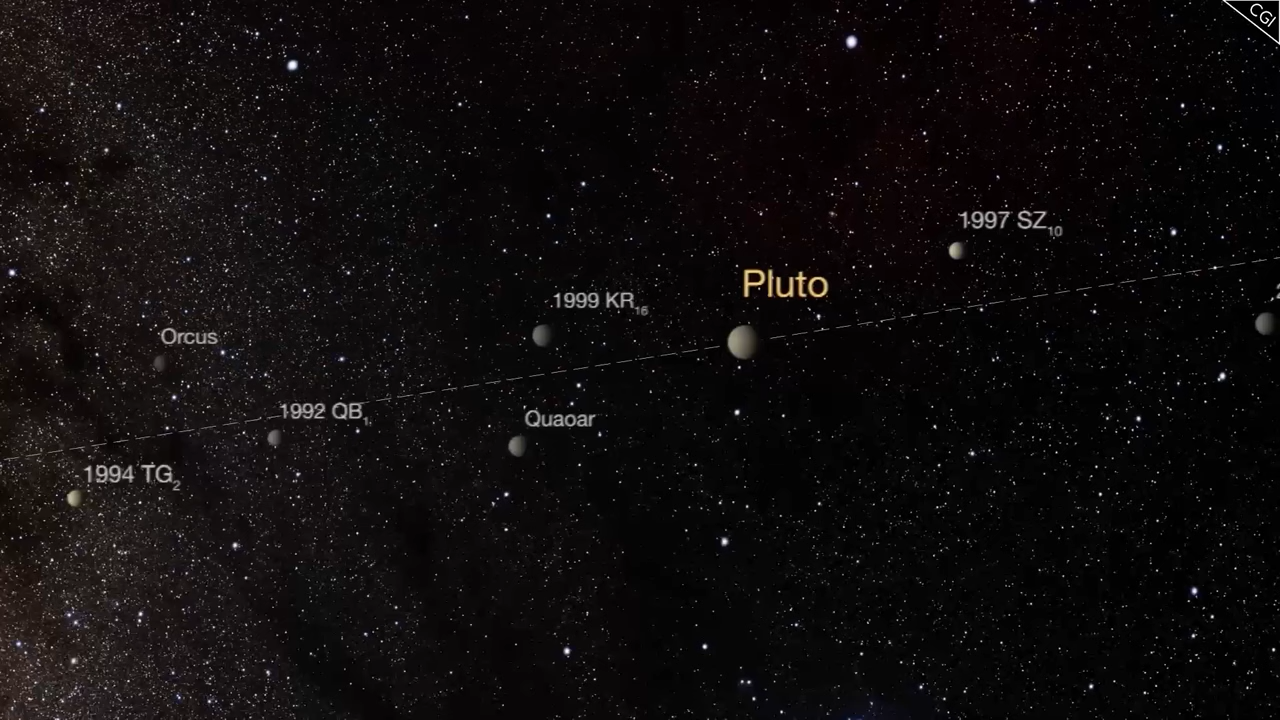 CGI
1997 SZ₁₀
Pluto
1999 KR₁₆
Orcus
1992 QB₁
Quaoar
1994 TG₂